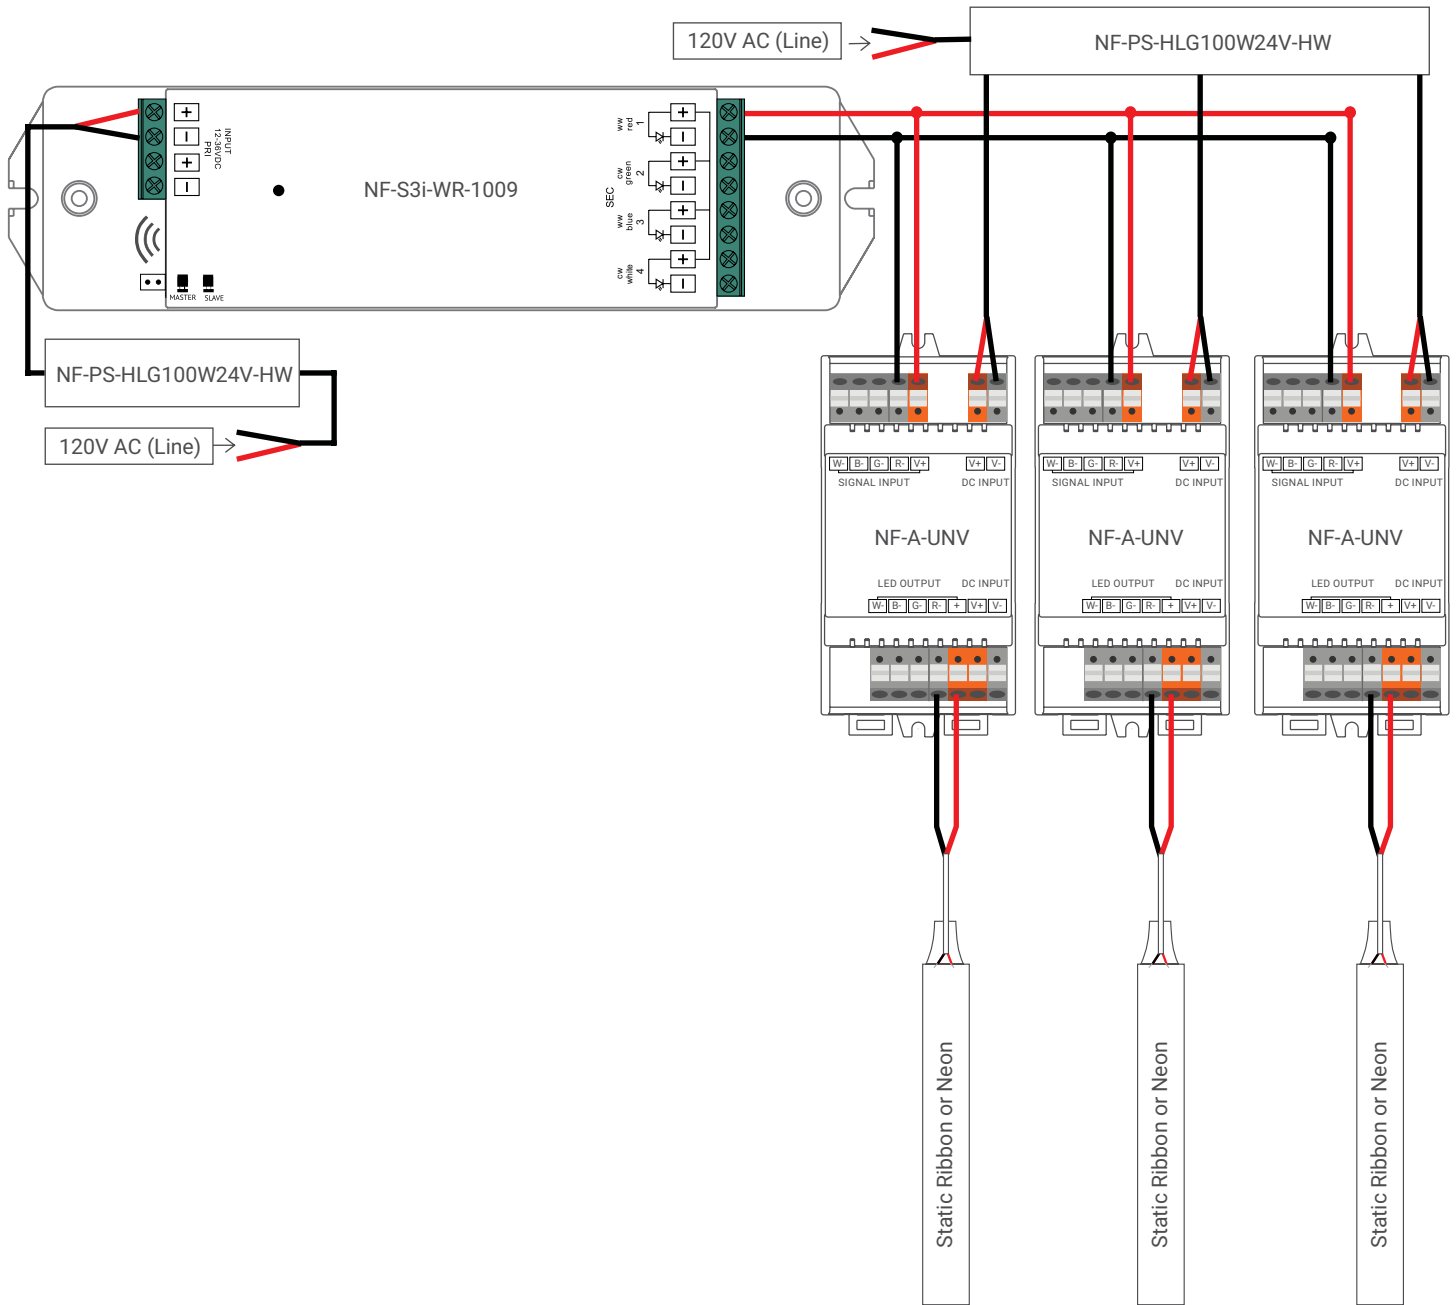 120V AC (Line)
NF-PS-HLG100W24V-HW
+
−
+
−
INPUT
12-36VDC
PRI
NF-S3i-WR-1009
MASTER
SLAVE
SEC
ww
red
1
+
−
cw
green
2
+
−
ww
blue
3
+
−
cw
white
4
+
−
NF-PS-HLG100W24V-HW
120V AC (Line)
W- B- G- R- V+ V+ V-
SIGNAL INPUT DC INPUT
NF-A-UNV
LED OUTPUT DC INPUT
W- B- G- R- + V+ V-
W- B- G- R- V+ V+ V-
SIGNAL INPUT DC INPUT
NF-A-UNV
LED OUTPUT DC INPUT
W- B- G- R- + V+ V-
W- B- G- R- V+ V+ V-
SIGNAL INPUT DC INPUT
NF-A-UNV
LED OUTPUT DC INPUT
W- B- G- R- + V+ V-
Static Ribbon or Neon
Static Ribbon or Neon
Static Ribbon or Neon